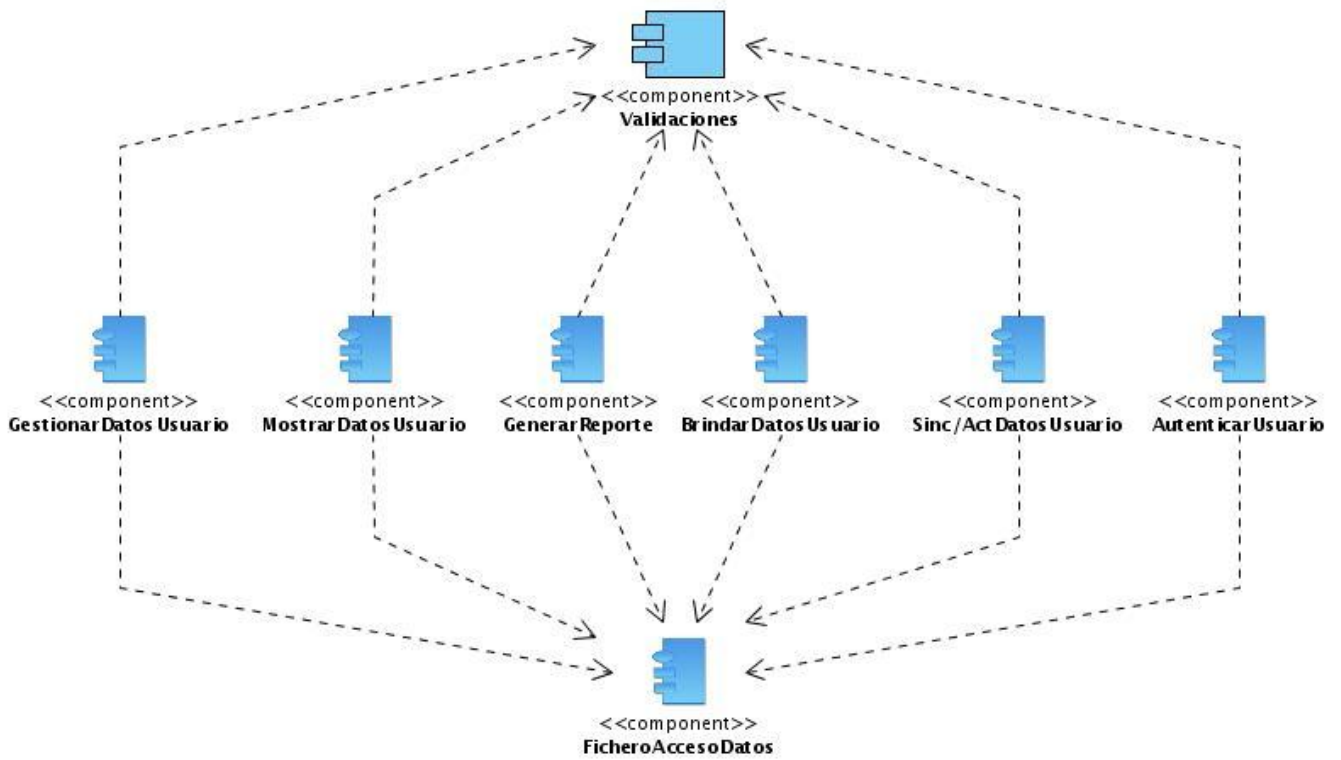 <<component>>
Validaciones
<<component>> <<component>> <<component>> <<component>> <<component>> <<component>>
GestionarDatosUsuario MostrarDatosUsuario GenerarReporte BrindarDatosUsuario Sinc/ActDatosUsuario AutenticarUsuario
<<component>>
FicheroAccesoDatos